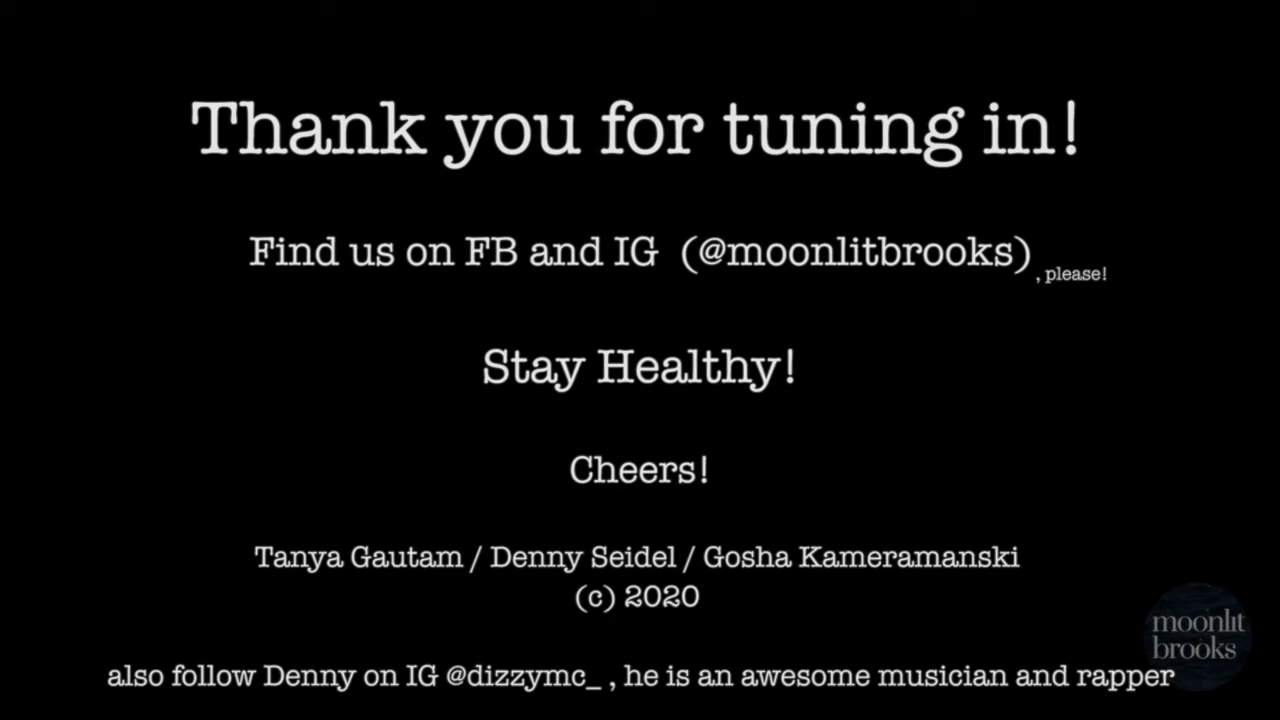 Thank you for tuning in!
Find us on FB and IG (@moonlitbrooks) , please!
Stay Healthy!
Cheers!
Tanya Gautam / Denny Seidel / Gosha Kameramanski
(c) 2020
moonlit
brooks
also follow Denny on IG @dizzymc_ , he is an awesome musician and rapper